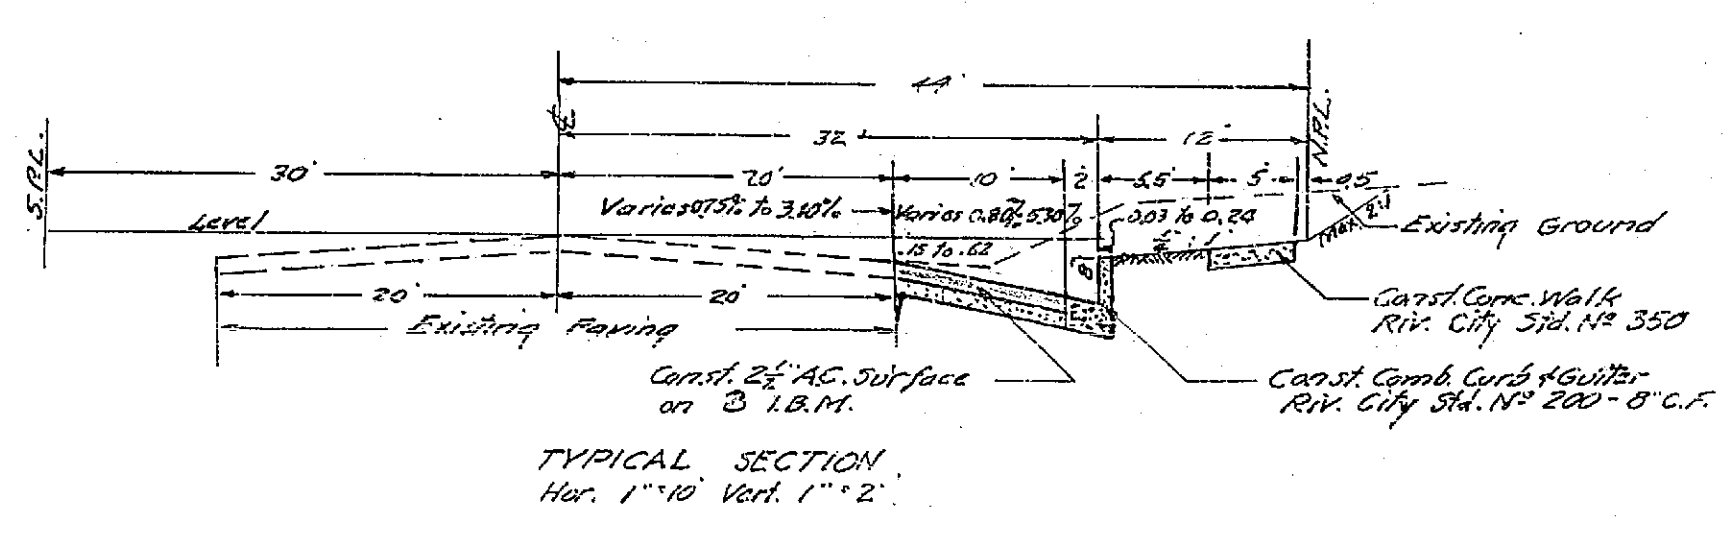 44'
32'
12'
S.P.L.
N.P.L.
30'
20'
10'
2'
5.5'
5'
0.5
Varies 0.75% to 3.10%
Varies 0.80% - 5.30%
0.03 to 0.24
Level
.15 to .62
8"
Max 2:1
Existing Ground
20'
20'
Existing Paving
Const. Conc. Walk
Riv. City Std. Nº 350
Const. 2½" A.C. Surface
on 3 I.B.M.
Const. Comb. Curb & Gutter
Riv. City Std. Nº 200 - 8" C.F.
TYPICAL SECTION
Hor. 1"=10' Vert. 1"=2'